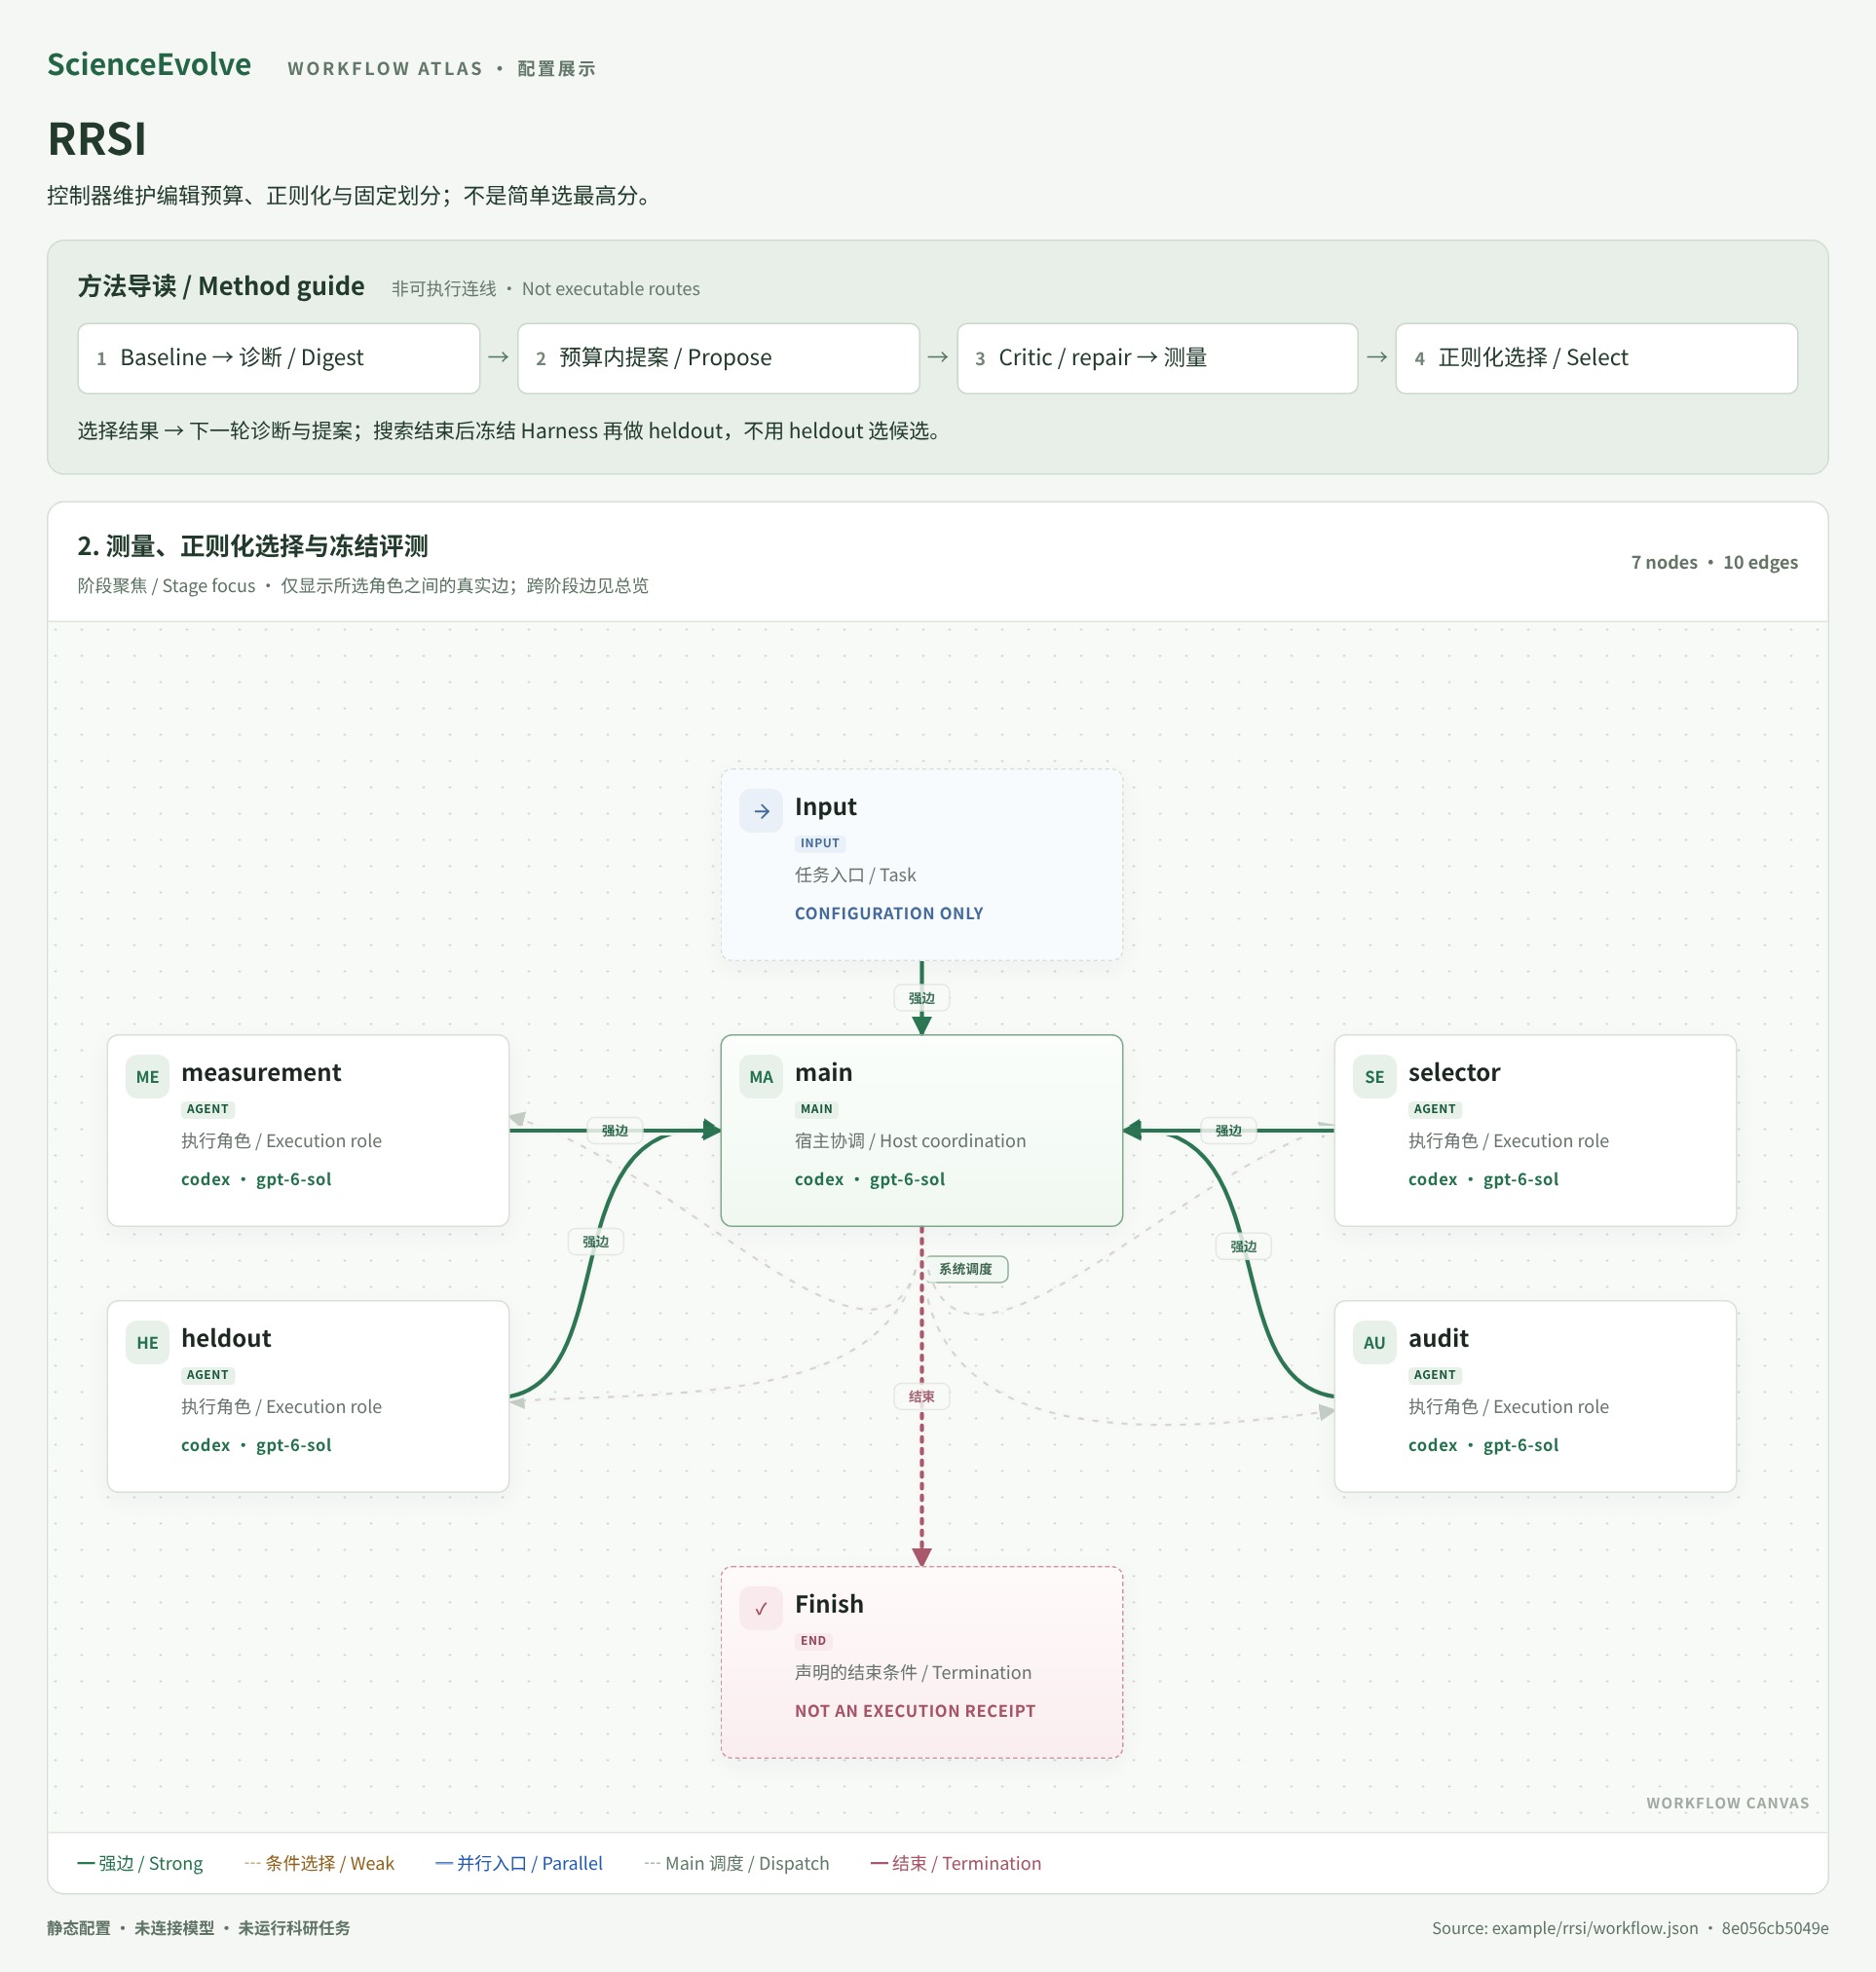 ScienceEvolve WORKFLOW ATLAS • 配置展示
RRSI
控制器维护编辑预算、正则化与固定划分；不是简单选最高分。
方法导读 / Method guide 非可执行连线 • Not executable routes
1 Baseline → 诊断 / Digest → 2 预算内提案 / Propose → 3 Critic / repair → 测量 → 4 正则化选择 / Select
选择结果 → 下一轮诊断与提案；搜索结束后冻结 Harness 再做 heldout，不用 heldout 选候选。
2. 测量、正则化选择与冻结评测
7 nodes • 10 edges
阶段聚焦 / Stage focus • 仅显示所选角色之间的真实边；跨阶段边见总览
→ Input
INPUT
任务入口 / Task
CONFIGURATION ONLY
强边
ME measurement
AGENT
执行角色 / Execution role
codex • gpt-6-sol
强边
MA main
MAIN
宿主协调 / Host coordination
codex • gpt-6-sol
强边
SE selector
AGENT
执行角色 / Execution role
codex • gpt-6-sol
强边
强边
系统调度
HE heldout
AGENT
执行角色 / Execution role
codex • gpt-6-sol
结束
AU audit
AGENT
执行角色 / Execution role
codex • gpt-6-sol
✓ Finish
END
声明的结束条件 / Termination
NOT AN EXECUTION RECEIPT
WORKFLOW CANVAS
强边 / Strong 条件选择 / Weak 并行入口 / Parallel Main 调度 / Dispatch 结束 / Termination
静态配置 • 未连接模型 • 未运行科研任务
Source: example/rrsi/workflow.json • 8e056cb5049e